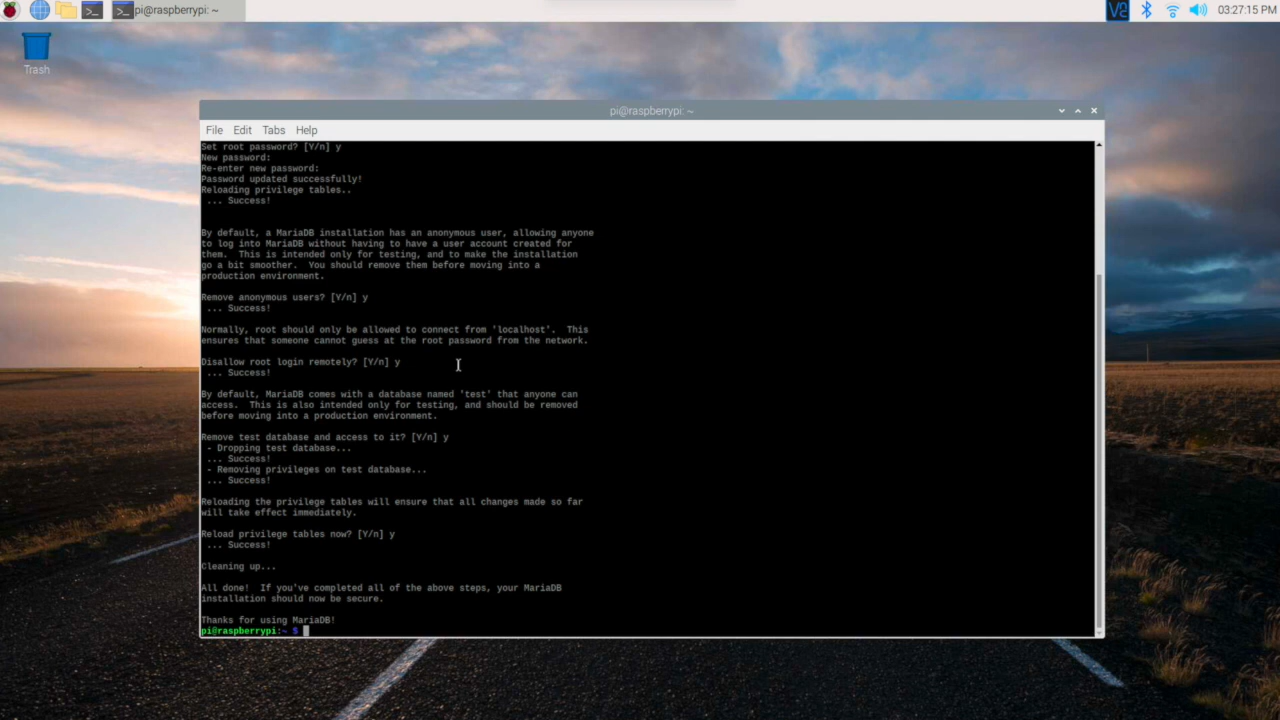 pi@raspberrypi: ~
V2
03:27:15 PM
Trash
pi@raspberrypi: ~
File Edit Tabs Help
Set root password? [Y/n] y
New password:
Re-enter new password:
Password updated successfully!
Reloading privilege tables..
... Success!
By default, a MariaDB installation has an anonymous user, allowing anyone
to log into MariaDB without having to have a user account created for
them. This is intended only for testing, and to make the installation
go a bit smoother. You should remove them before moving into a
production environment.
Remove anonymous users? [Y/n] y
... Success!
Normally, root should only be allowed to connect from 'localhost'. This
ensures that someone cannot guess at the root password from the network.
Disallow root login remotely? [Y/n] y
... Success!
By default, MariaDB comes with a database named 'test' that anyone can
access. This is also intended only for testing, and should be removed
before moving into a production environment.
Remove test database and access to it? [Y/n] y
- Dropping test database...
... Success!
- Removing privileges on test database...
... Success!
Reloading the privilege tables will ensure that all changes made so far
will take effect immediately.
Reload privilege tables now? [Y/n] y
... Success!
Cleaning up...
All done! If you've completed all of the above steps, your MariaDB
installation should now be secure.
Thanks for using MariaDB!
pi@raspberrypi:~ $